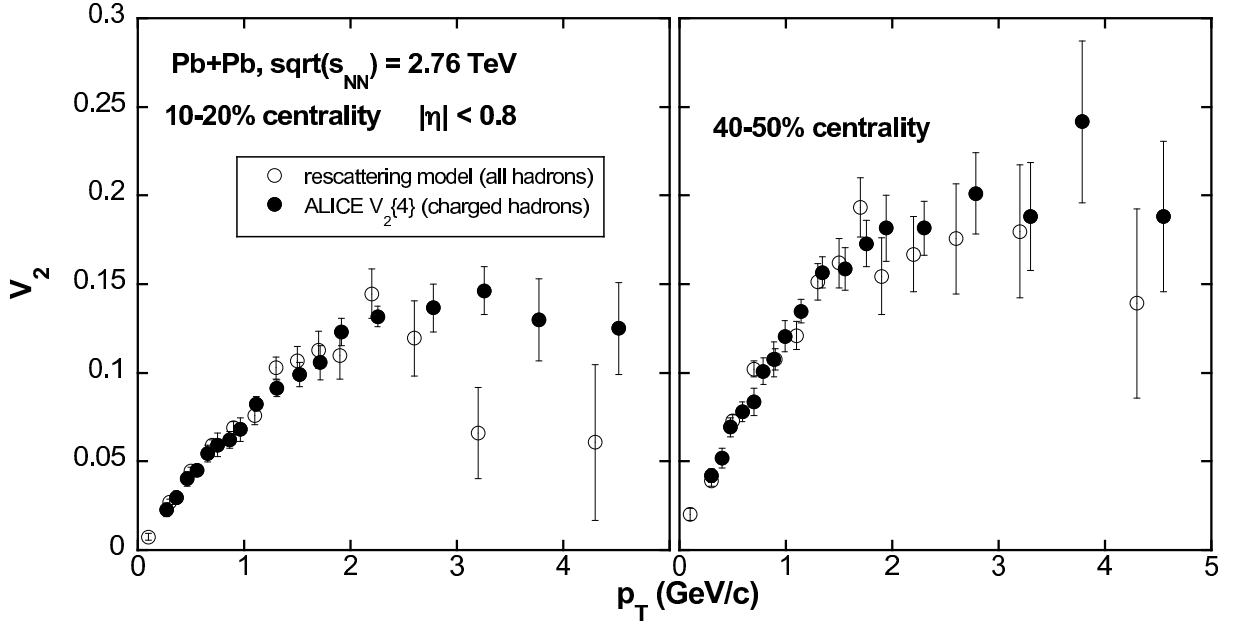 0.3
0.25
0.2
0.15
0.1
0.05
0
V2
Pb+Pb, sqrt(sNN) = 2.76 TeV
10-20% centrality |η| < 0.8
rescattering model (all hadrons)
ALICE V2{4} (charged hadrons)
40-50% centrality
0 1 2 3 4 0 1 2 3 4 5
pT (GeV/c)